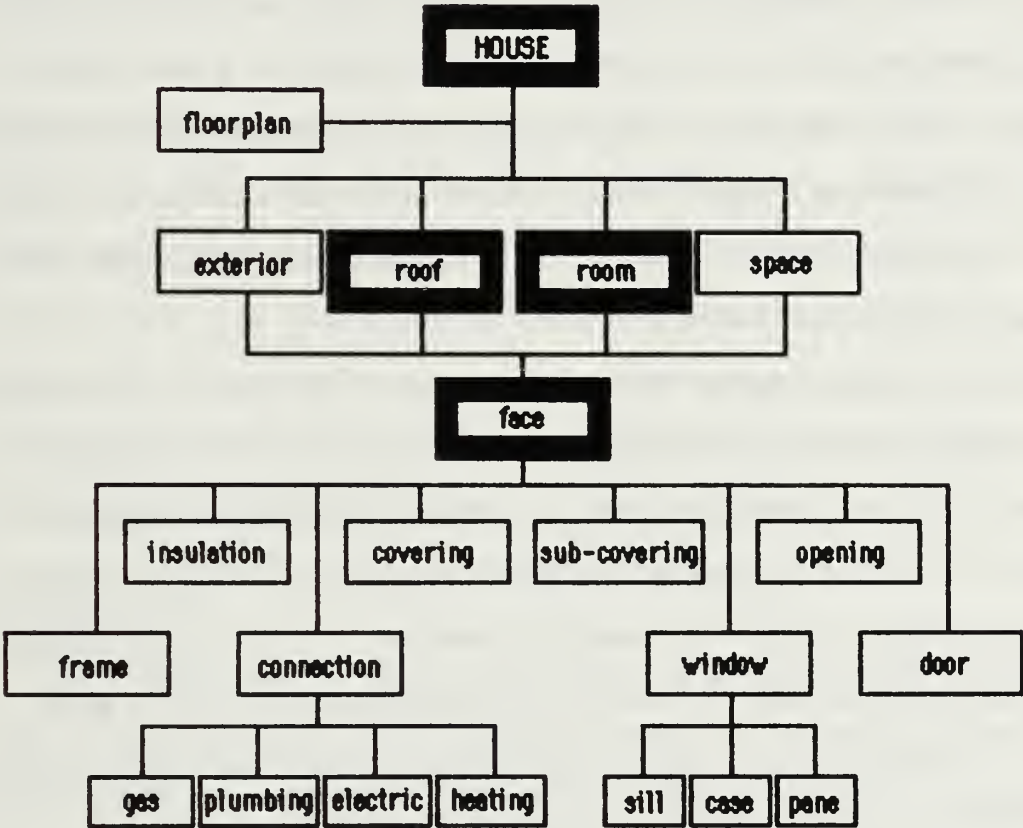 HOUSE
floorplan
exterior
roof
room
space
face
insulation
covering
sub-covering
opening
frame
connection
window
door
gas
plumbing
electric
heating
sill
case
pane